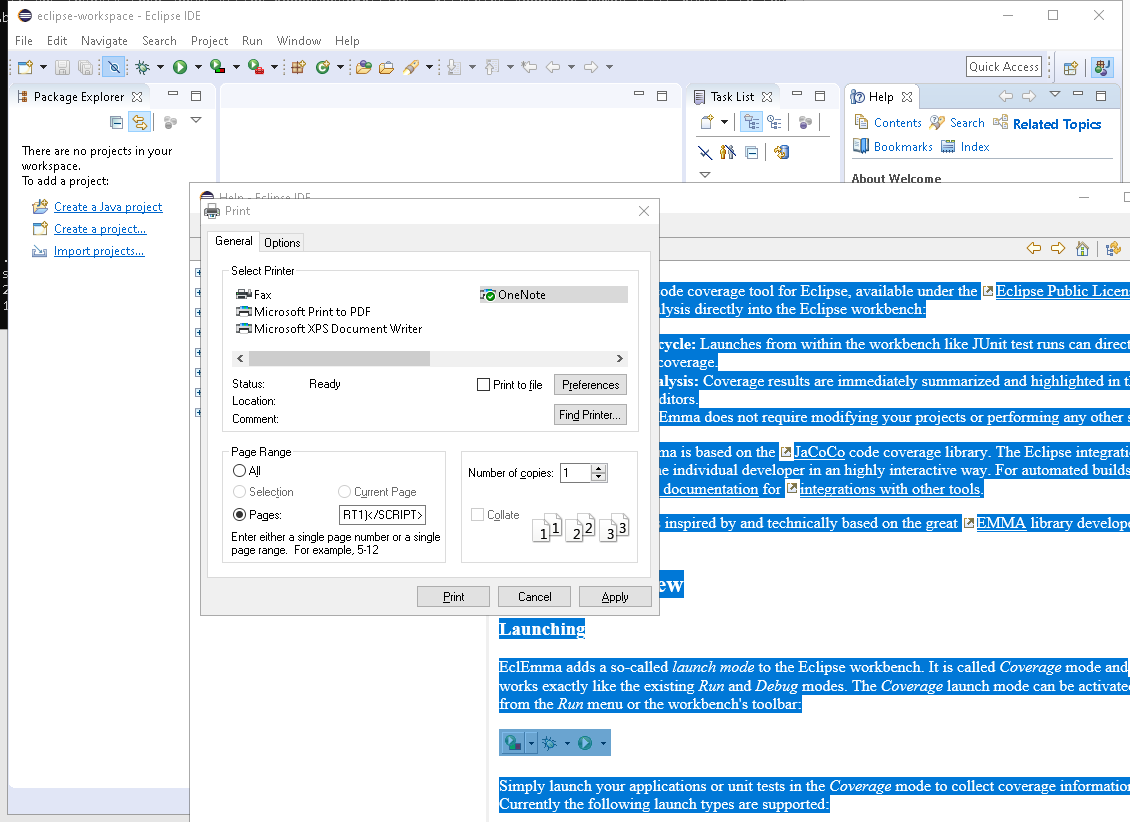 eclipse-workspace - Eclipse IDE
File Edit Navigate Search Project Run Window Help
Quick Access
Package Explorer
Task List
Help
Contents Search Related Topics
Bookmarks Index
About Welcome
There are no projects in your
workspace.
To add a project:
Create a Java project
Create a project...
Import projects...
Help - Eclipse IDE
Print
General Options
Select Printer
Fax
OneNote
Microsoft Print to PDF
Microsoft XPS Document Writer
Status: Ready
Location:
Comment:
Print to file Preferences
Find Printer...
Page Range
All
Selection Current Page
Pages: RT1}</SCRIPT>
Enter either a single page number or a single
page range. For example, 5-12
Number of copies: 1
Collate
1 1 2 2 3 3
Print Cancel Apply
ode coverage tool for Eclipse, available under the Eclipse Public Licens
alysis directly into the Eclipse workbench:
cycle: Launches from within the workbench like JUnit test runs can direct
coverage.
alysis: Coverage results are immediately summarized and highlighted in t
ditors.
Emma does not require modifying your projects or performing any other s
ma is based on the JaCoCo code coverage library. The Eclipse integrati
he individual developer in an highly interactive way. For automated builds
documentation for integrations with other tools.
s inspired by and technically based on the great EMMA library develope
ew
Launching
EclEmma adds a so-called launch mode to the Eclipse workbench. It is called Coverage mode and
works exactly like the existing Run and Debug modes. The Coverage launch mode can be activate
from the Run menu or the workbench's toolbar:
Simply launch your applications or unit tests in the Coverage mode to collect coverage information
Currently the following launch types are supported: